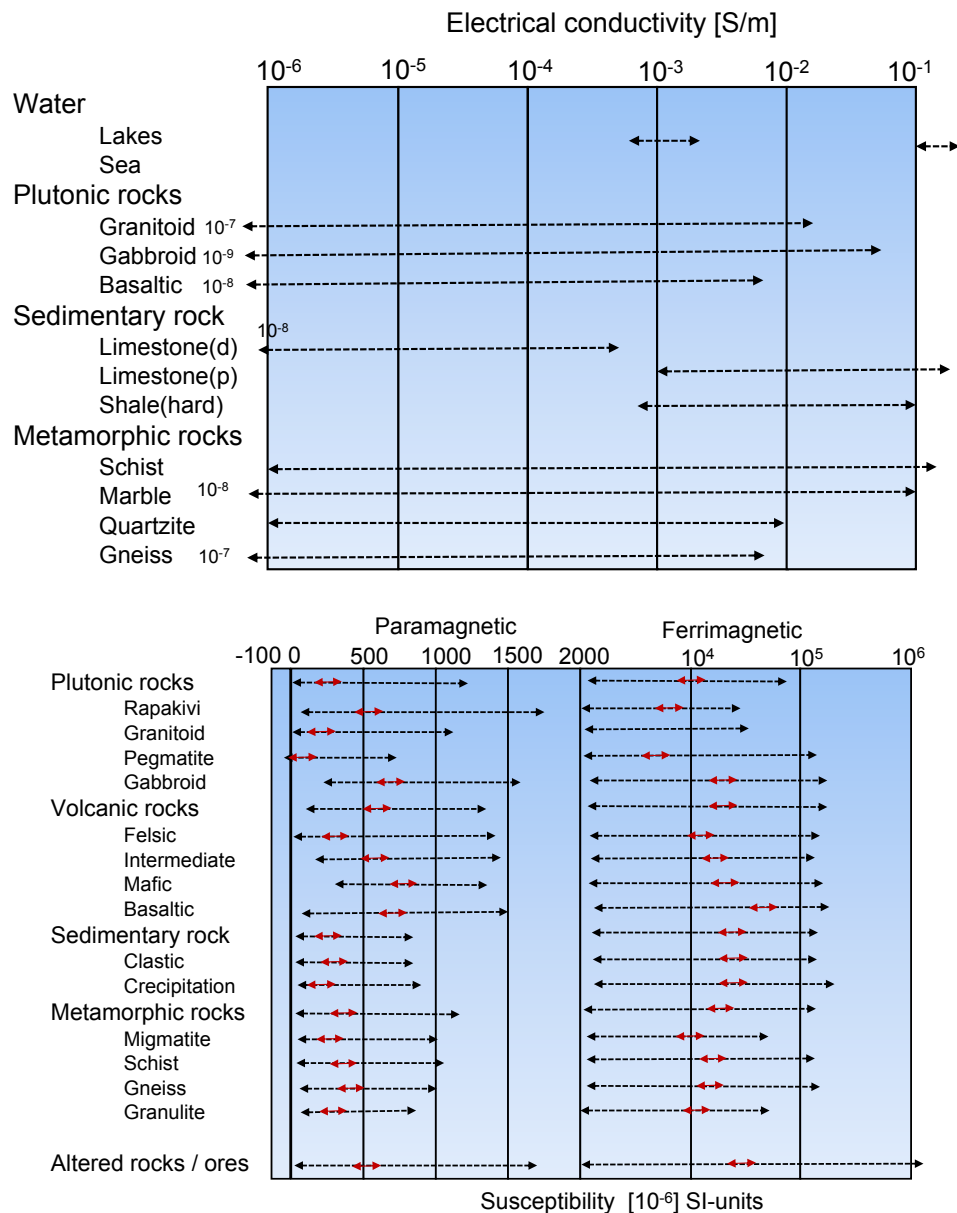 Electrical conductivity [S/m]
10⁻⁶ 10⁻⁵ 10⁻⁴ 10⁻³ 10⁻² 10⁻¹
Water
Lakes
Sea
Plutonic rocks
Granitoid 10⁻⁷
Gabbroid 10⁻⁹
Basaltic 10⁻⁸
Sedimentary rock
10⁻⁸
Limestone(d)
Limestone(p)
Shale(hard)
Metamorphic rocks
Schist
Marble 10⁻⁸
Quartzite
Gneiss 10⁻⁷
Paramagnetic Ferrimagnetic
-100 0 500 1000 1500 2000 10⁴ 10⁵ 10⁶
Plutonic rocks
Rapakivi
Granitoid
Pegmatite
Gabbroid
Volcanic rocks
Felsic
Intermediate
Mafic
Basaltic
Sedimentary rock
Clastic
Crecipitation
Metamorphic rocks
Migmatite
Schist
Gneiss
Granulite
Altered rocks / ores
Susceptibility [10⁻⁶] SI-units